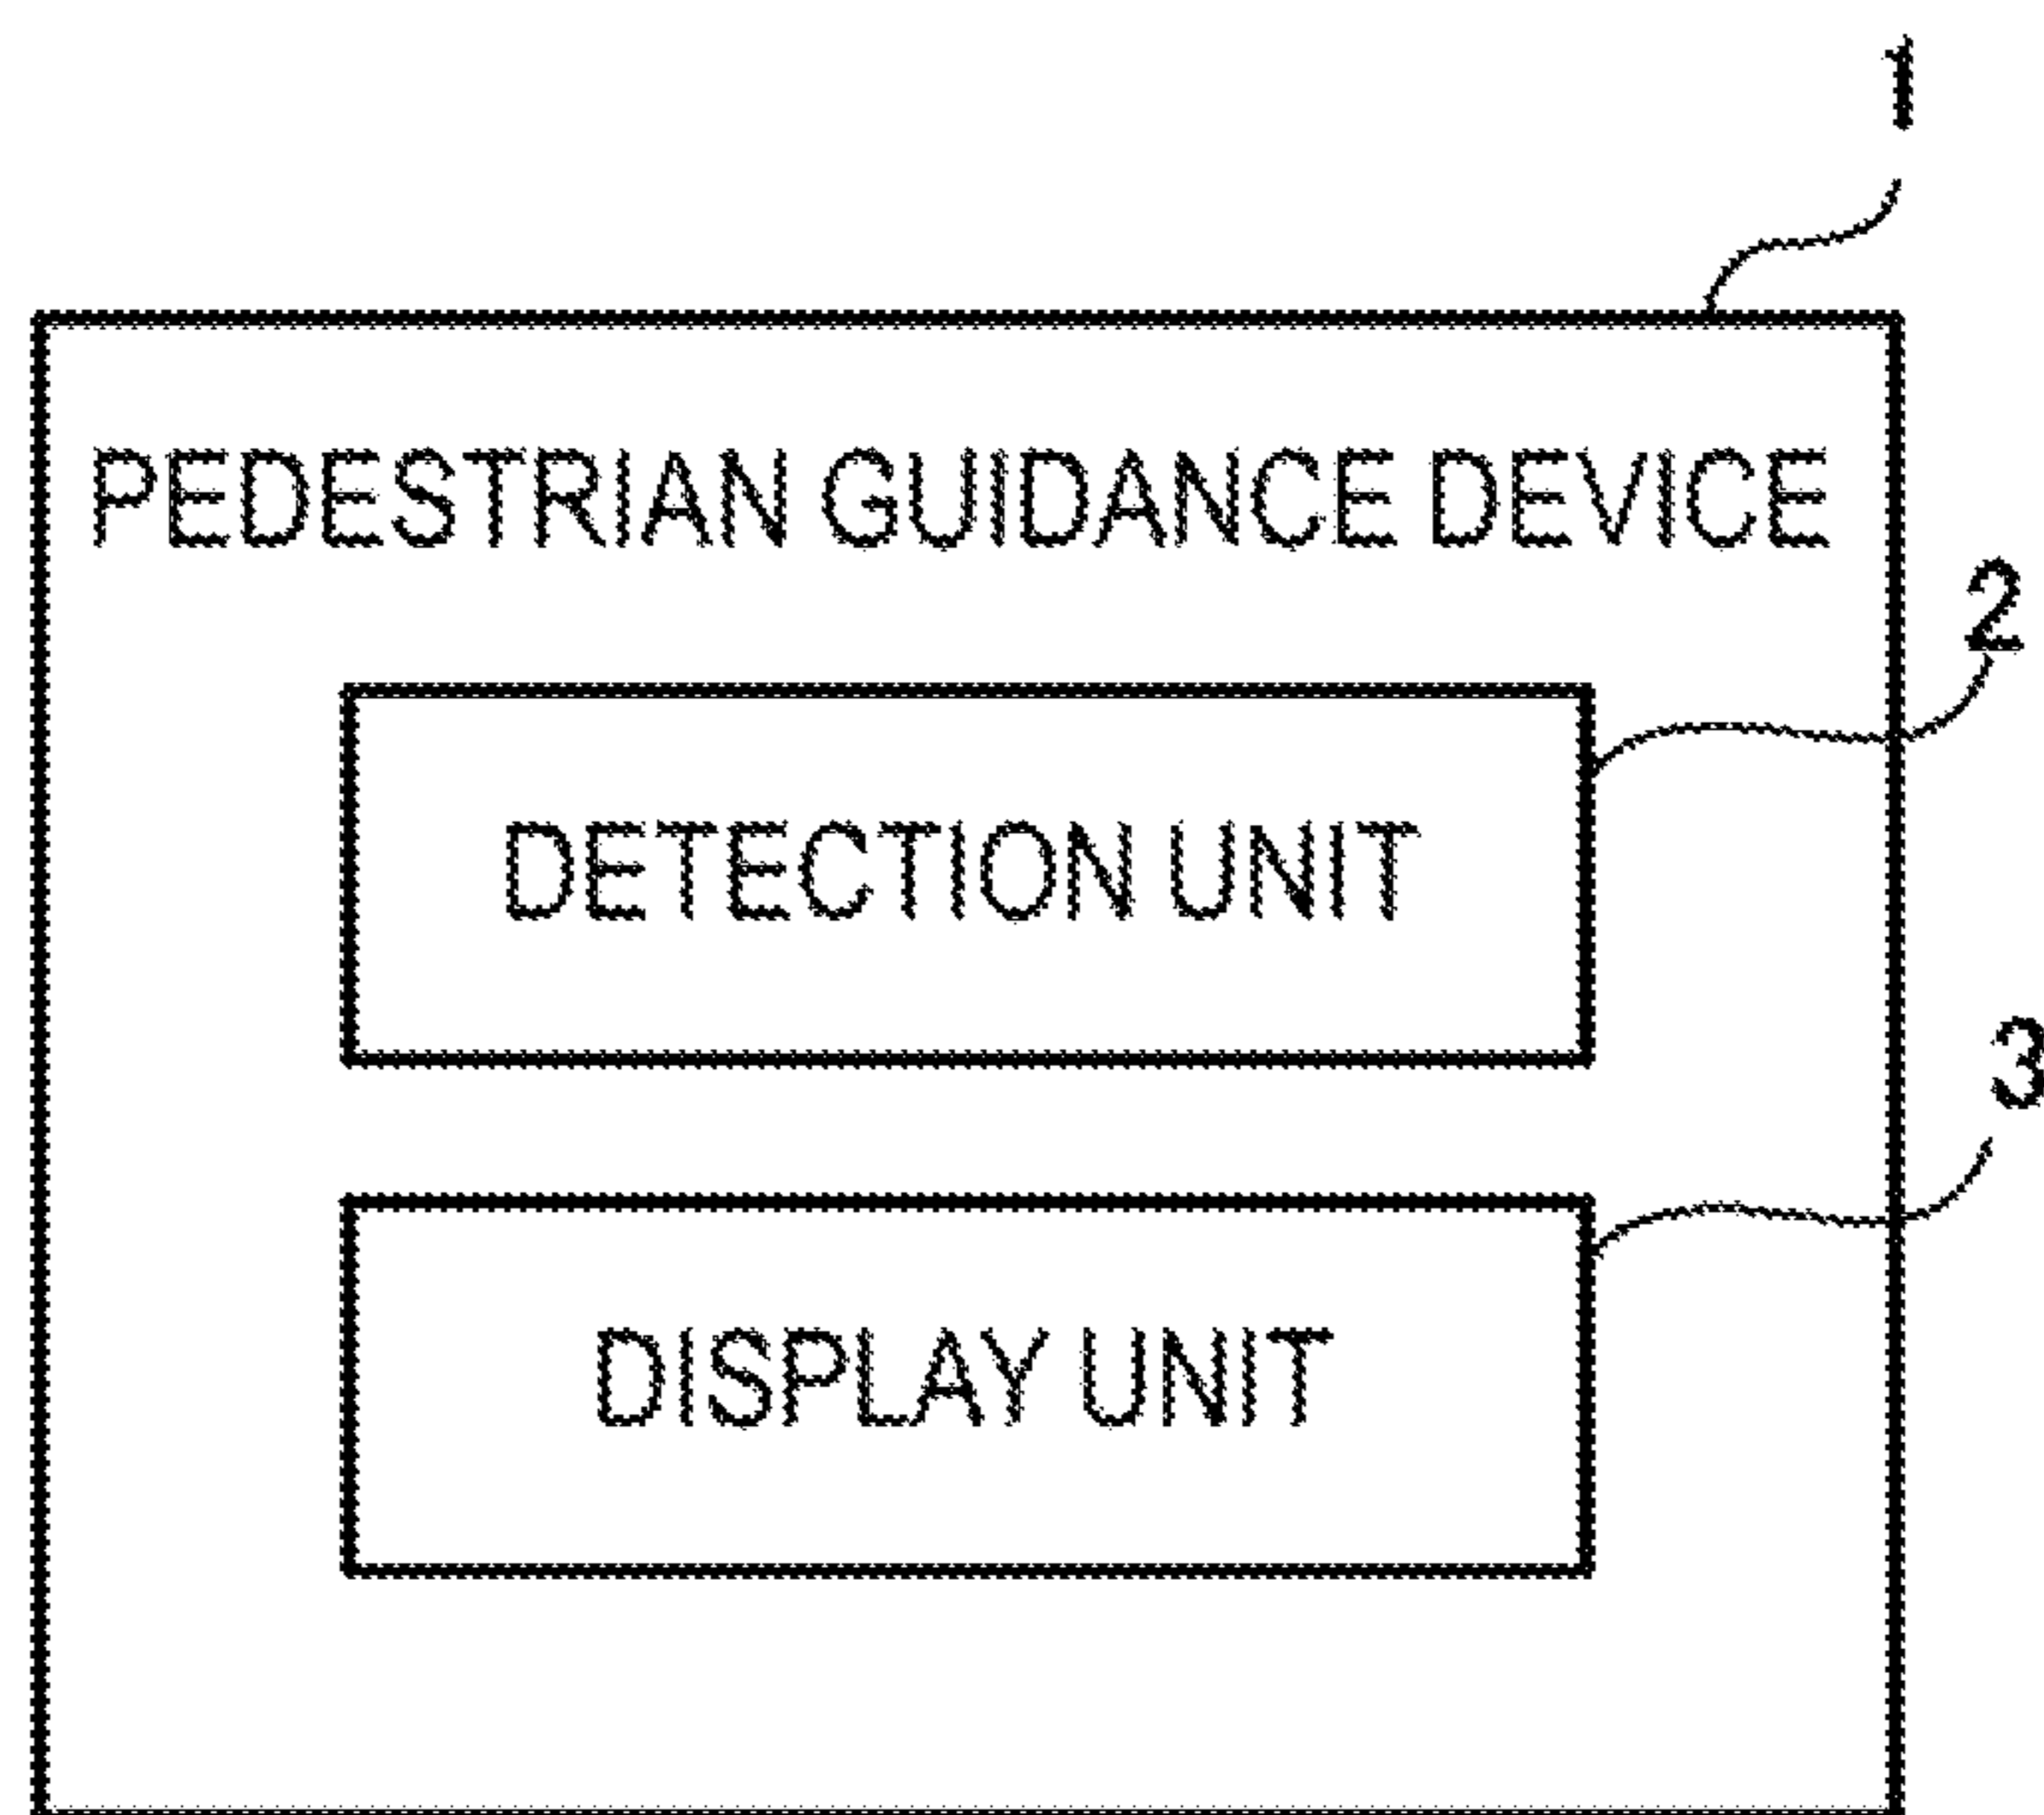 1
PEDESTRIAN GUIDANCE DEVICE
2
DETECTION UNIT
3
DISPLAY UNIT